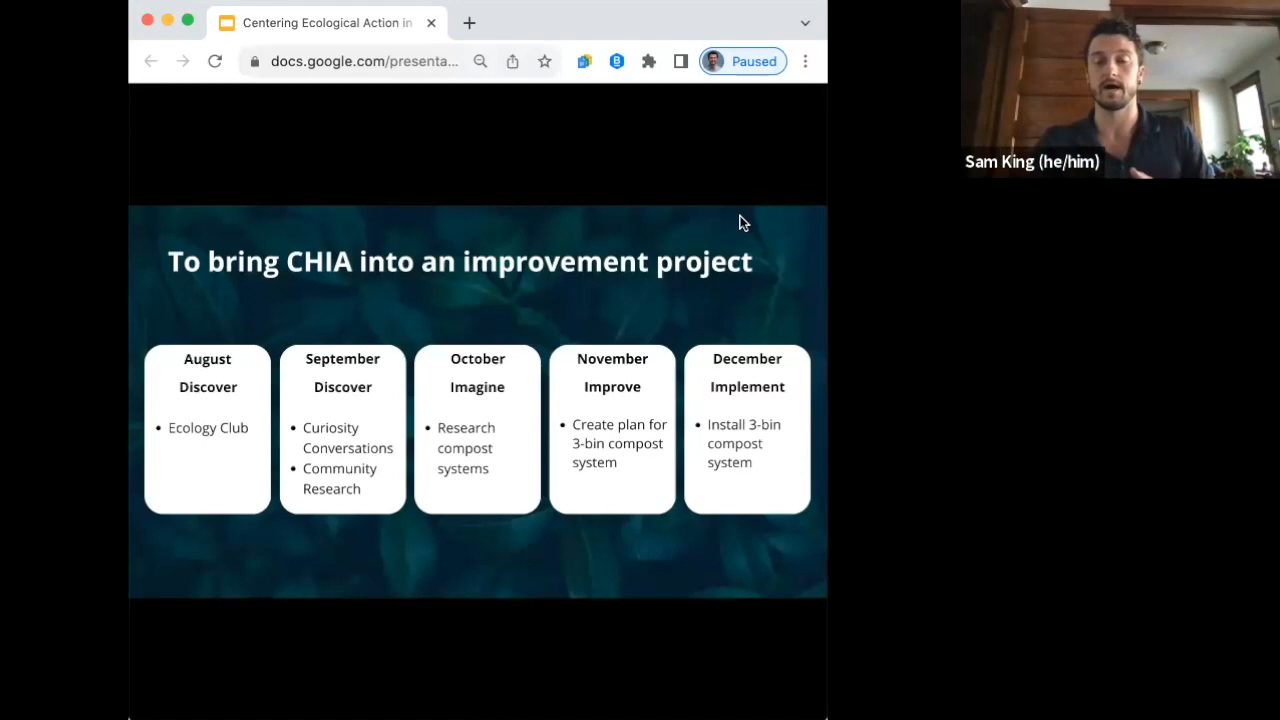 Centering Ecological Action in
docs.google.com/presenta...
Paused
Sam King (he/him)
To bring CHIA into an improvement project
August
Discover
• Ecology Club
September
Discover
• Curiosity
Conversations
• Community
Research
October
Imagine
• Research
compost
systems
November
Improve
• Create plan for
3-bin compost
system
December
Implement
• Install 3-bin
compost
system